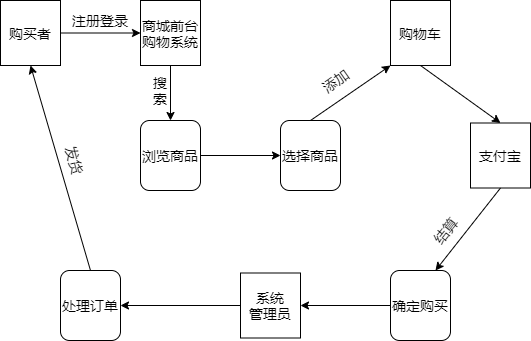 购买者
注册登录
商城前台
购物系统
购物车
搜
索
添加
浏览商品
选择商品
支付宝
发货
结算
处理订单
系统
管理员
确定购买